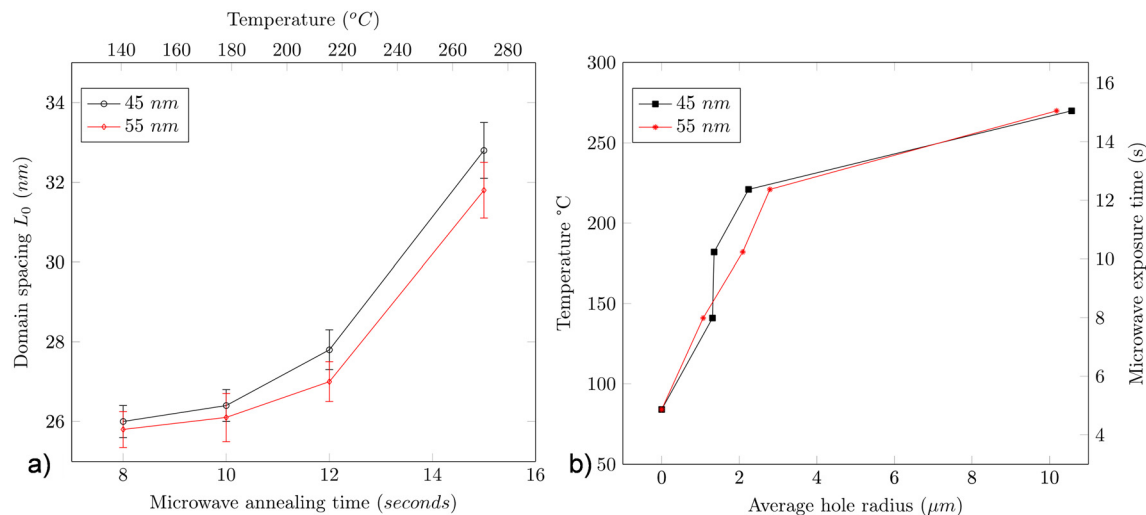 Temperature (°C)
140 160 180 200 220 240 260 280
45 nm
55 nm
34
32
30
28
26
Domain spacing L₀ (nm)
8 10 12 14 16
Microwave annealing time (seconds)
a)
45 nm
55 nm
300
250
200
150
100
50
Temperature °C
16
14
12
10
8
6
4
Microwave exposure time (s)
0 2 4 6 8 10
Average hole radius (μm)
b)